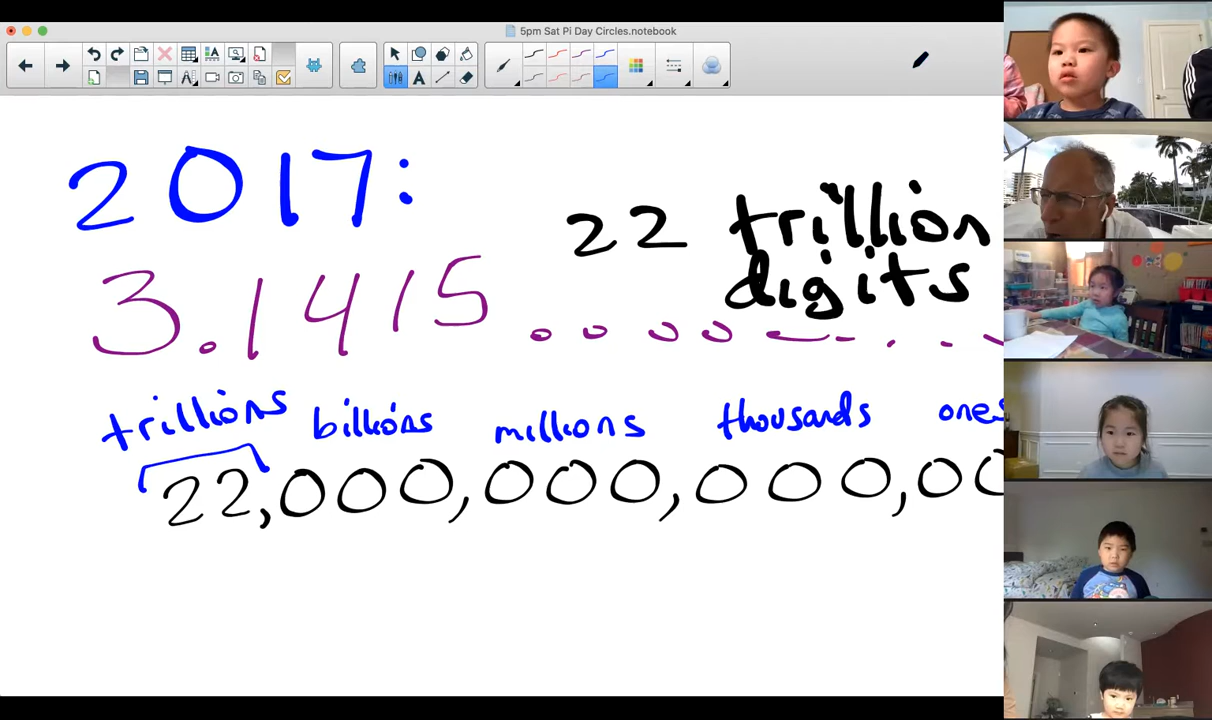 5pm Sat Pi Day Circles.notebook
2017:
22 trillion
digits
3.1415
trillions billions millions thousands ones
22,000,000,000,00